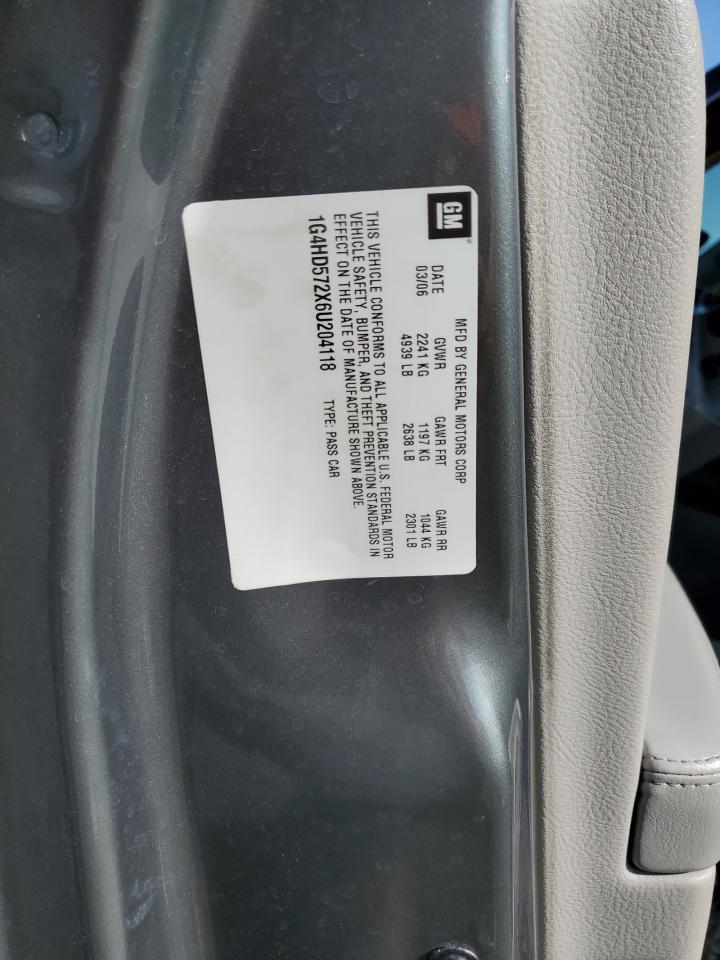 GM
MFD BY GENERAL MOTORS CORP
DATE GVWR GAWR FRT GAWR RR
03/06 2241 KG 1197 KG 1044 KG
4939 LB 2638 LB 2301 LB
THIS VEHICLE CONFORMS TO ALL APPLICABLE U.S. FEDERAL MOTOR
VEHICLE SAFETY, BUMPER, AND THEFT PREVENTION STANDARDS IN
EFFECT ON THE DATE OF MANUFACTURE SHOWN ABOVE.
1G4HD572X6U204118 TYPE: PASS CAR